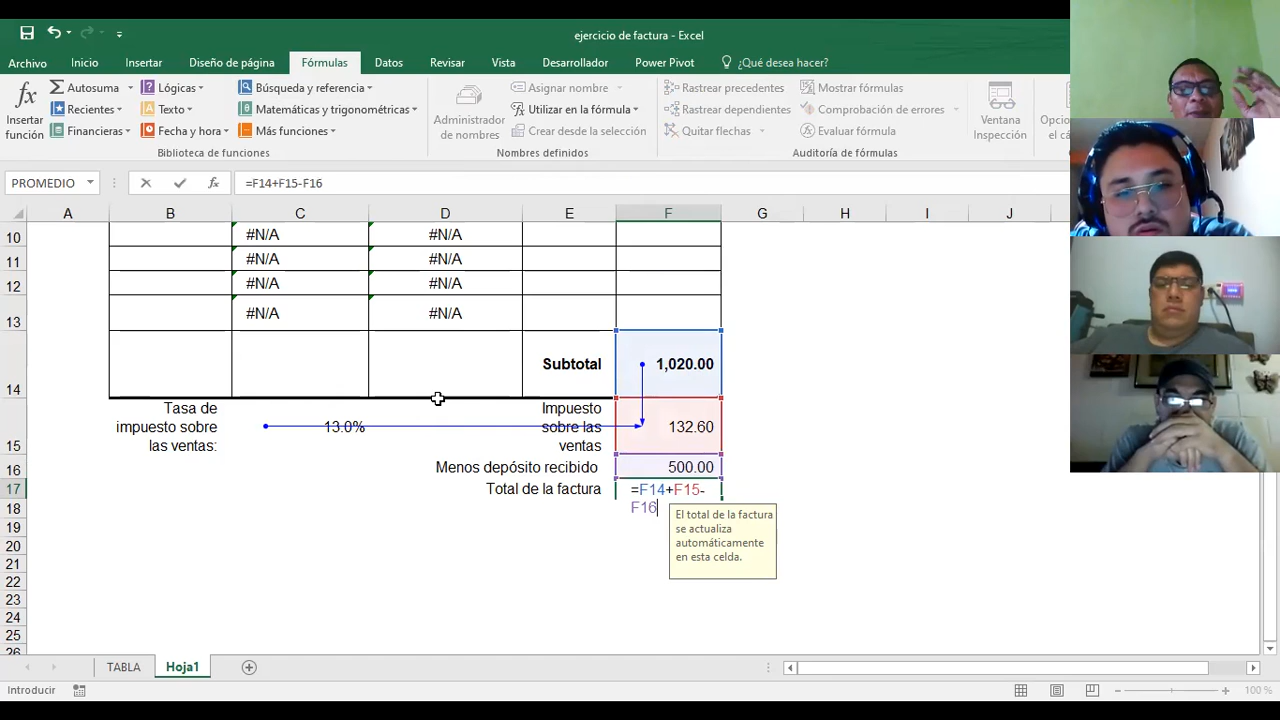 ejercicio de factura - Excel
Archivo Inicio Insertar Diseño de página Fórmulas Datos Revisar Vista Desarrollador Power Pivot ¿Qué desea hacer?
fx Insertar función
Autosuma
Recientes
Financieras
Lógicas
Texto
Fecha y hora
Búsqueda y referencia
Matemáticas y trigonométricas
Más funciones
Biblioteca de funciones
Administrador de nombres
Asignar nombre
Utilizar en la fórmula
Crear desde la selección
Nombres definidos
Rastrear precedentes
Rastrear dependientes
Quitar flechas
Mostrar fórmulas
Comprobación de errores
Evaluar fórmula
Auditoría de fórmulas
Ventana Inspección
PROMEDIO fx =F14+F15-F16
A B C D E F G H I J
10 #N/A #N/A
11 #N/A #N/A
12 #N/A #N/A
13 #N/A #N/A
14 Subtotal 1,020.00
15 Tasa de impuesto sobre las ventas: 13.0% Impuesto sobre las ventas 132.60
16 Menos depósito recibido 500.00
17 Total de la factura =F14+F15-
18 F16
El total de la factura
se actualiza
automáticamente
en esta celda.
19
20
21
22
23
24
25
26
TABLA Hoja1
Introducir 100 %